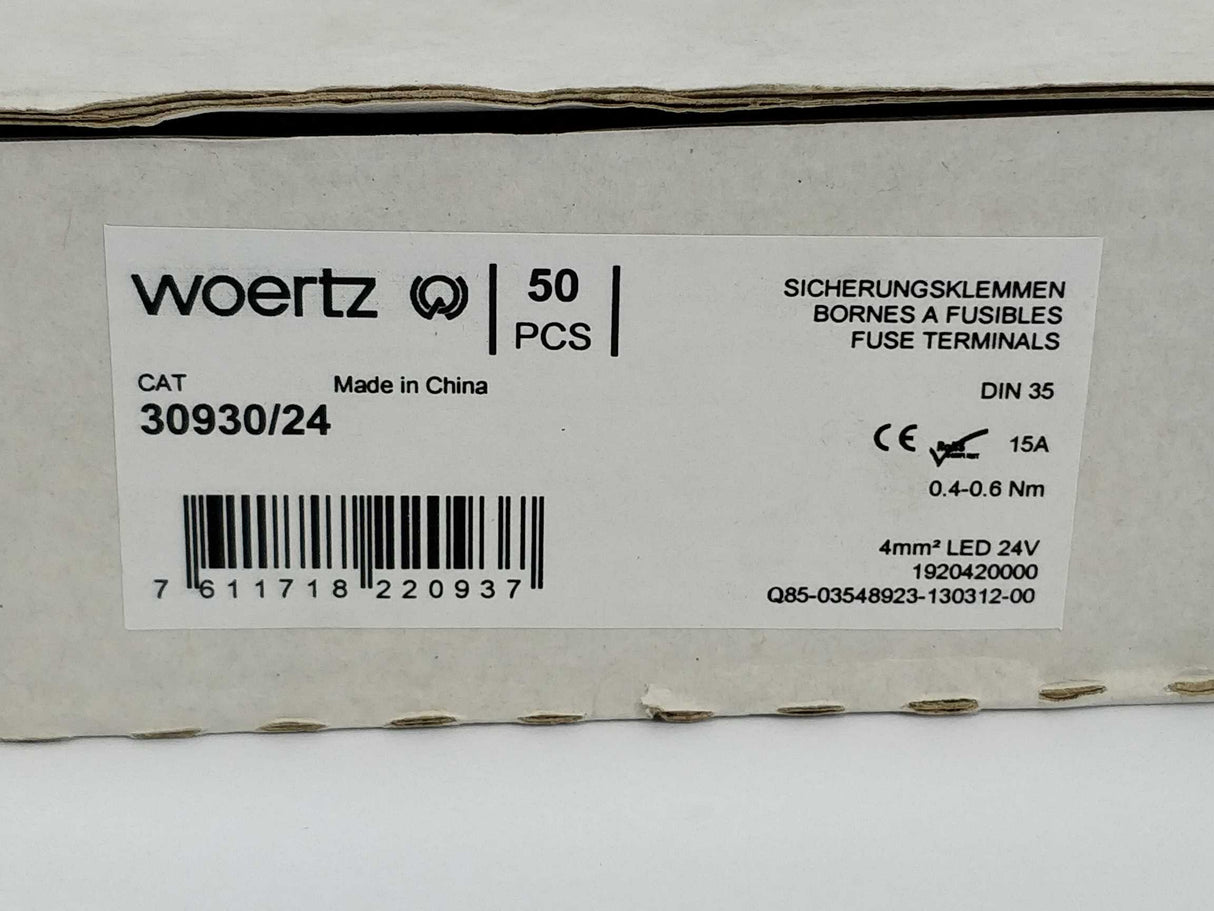 woertz
50
PCS
CAT
Made in China
30930/24
7 611718 220937
SICHERUNGSKLEMMEN
BORNES A FUSIBLES
FUSE TERMINALS
DIN 35
CE RoHS 15A
0.4-0.6 Nm
4mm² LED 24V
1920420000
Q85-03548923-130312-00